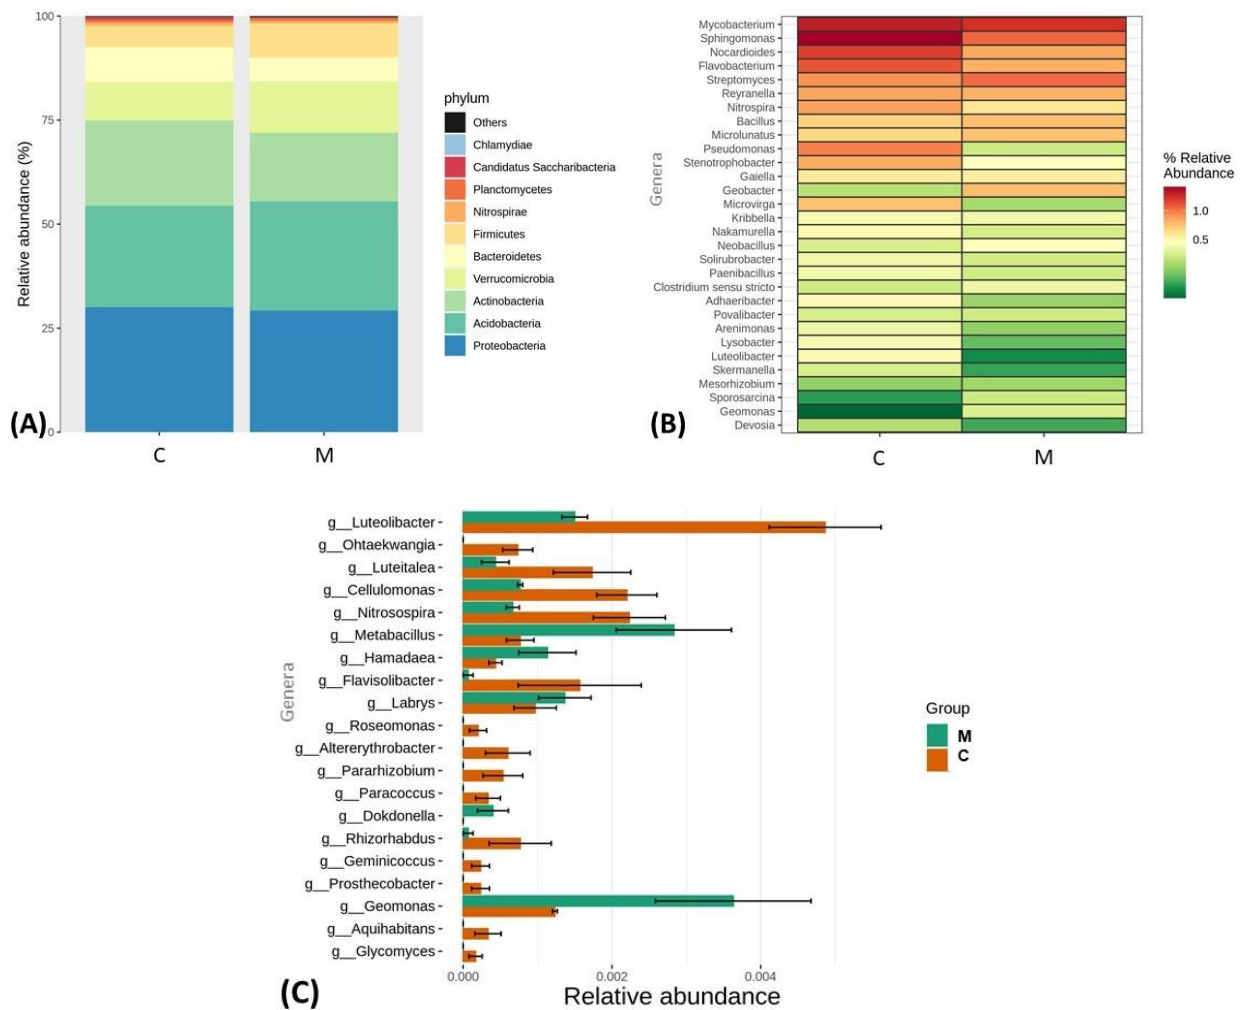 100
75
50
25
0
Relative abundance (%)
(A)
C
M
phylum
Others
Chlamydiae
Candidatus Saccharibacteria
Planctomycetes
Nitrospirae
Firmicutes
Bacteroidetes
Verrucomicrobia
Actinobacteria
Acidobacteria
Proteobacteria
Genera
Mycobacterium
Sphingomonas
Nocardioides
Flavobacterium
Streptomyces
Reyranella
Nitrospira
Bacillus
Microlunatus
Pseudomonas
Stenotrophobacter
Gaiella
Geobacter
Microvirga
Kribbella
Nakamurella
Neobacillus
Solirubrobacter
Paenibacillus
Clostridium sensu stricto
Adhaeribacter
Povalibacter
Arenimonas
Lysobacter
Luteolibacter
Skermanella
Mesorhizobium
Sporosarcina
Geomonas
Devosia
(B)
C
M
% Relative
Abundance
1.0
0.5
Genera
g__Luteolibacter
g__Ohtaekwangia
g__Luteitalea
g__Cellulomonas
g__Nitrosospira
g__Metabacillus
g__Hamadaea
g__Flavisolibacter
g__Labrys
g__Roseomonas
g__Altererythrobacter
g__Pararhizobium
g__Paracoccus
g__Dokdonella
g__Rhizorhabdus
g__Geminicoccus
g__Prosthecobacter
g__Geomonas
g__Aquihabitans
g__Glycomyces
0.000
0.002
0.004
Relative abundance
(C)
Group
M
C